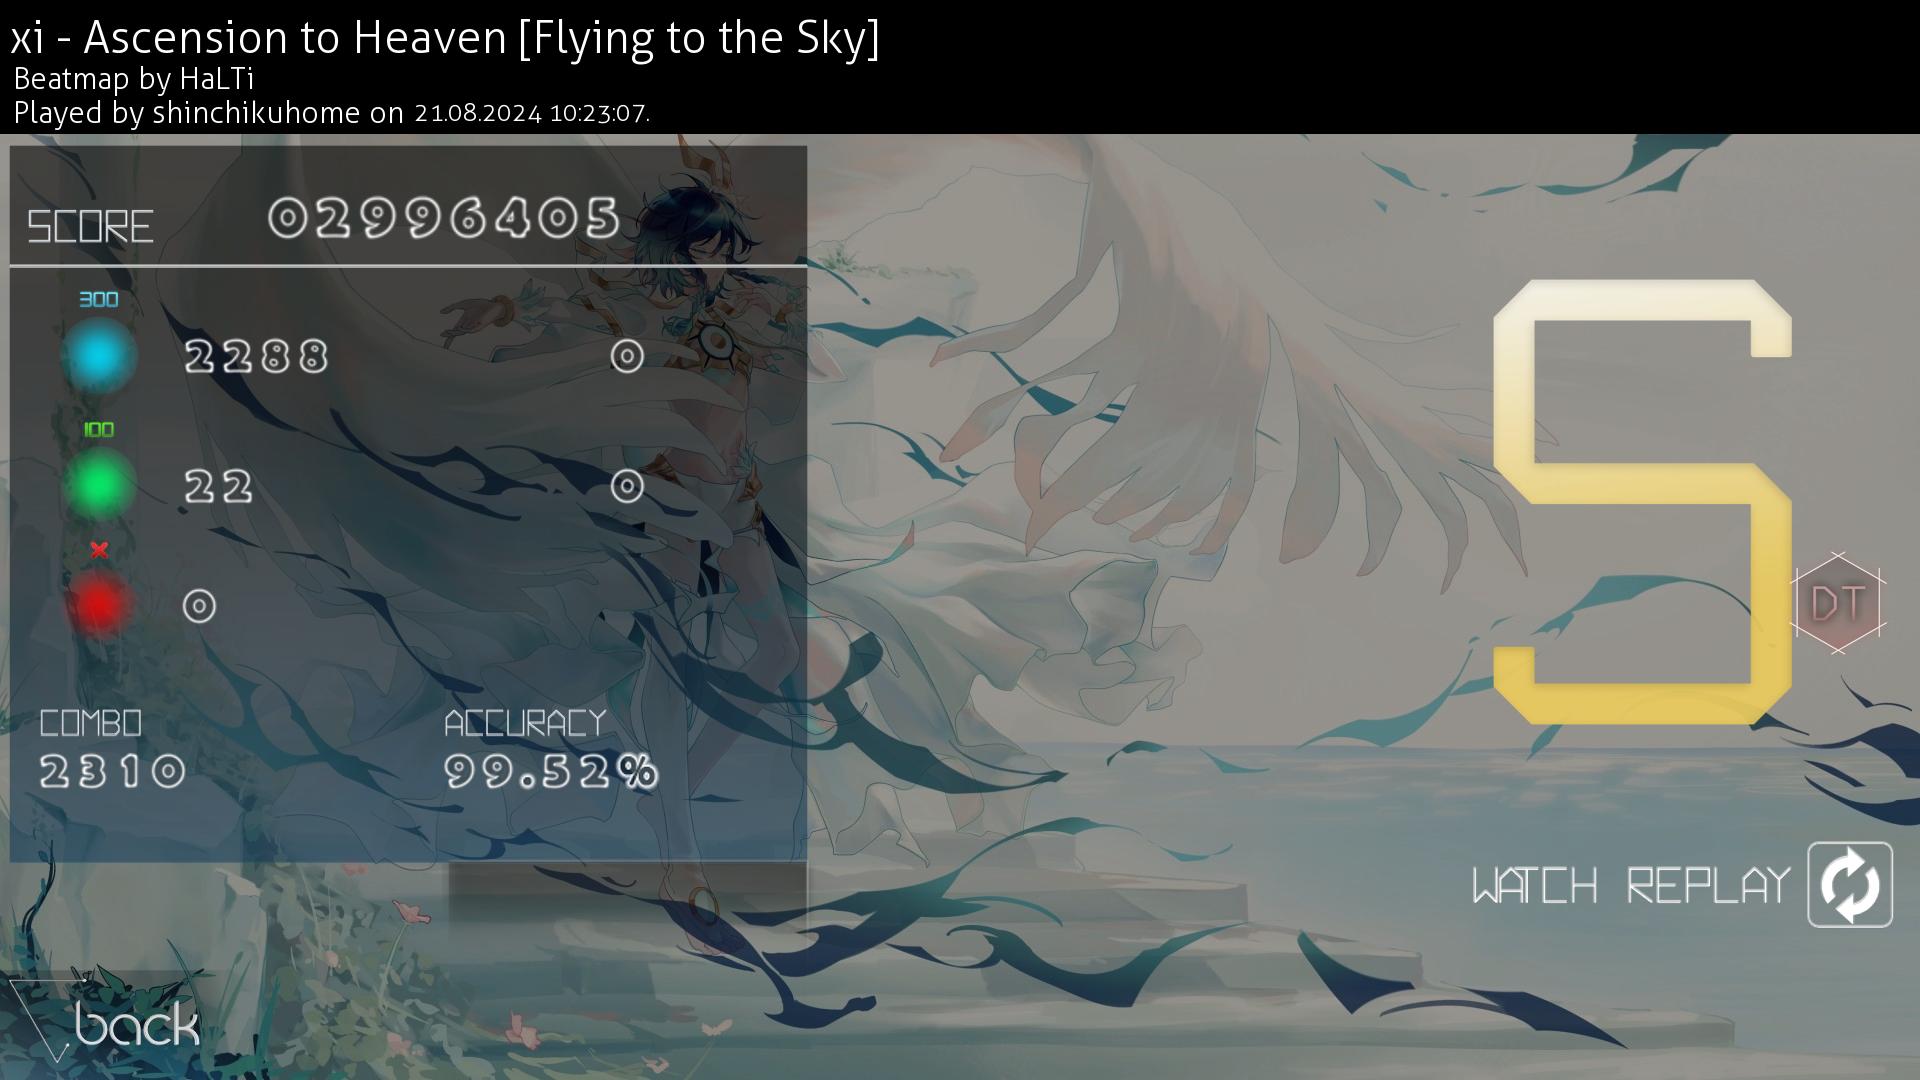 xi - Ascension to Heaven [Flying to the Sky]
Beatmap by HaLTi
Played by shinchikuhome on 21.08.2024 10:23:07.
SCORE 02996405
300
2288 0
100
22 0
0
COMBO ACCURACY
2310 99.52%
S
DT
WATCH REPLAY
back